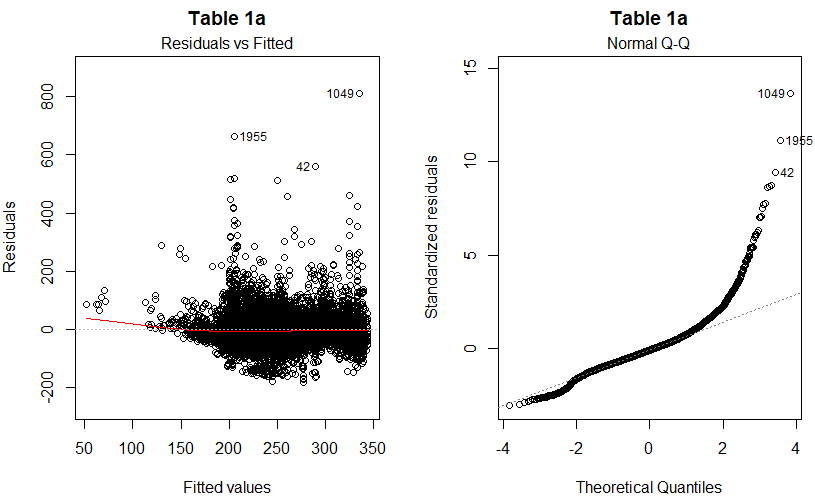 Table 1a
Residuals vs Fitted
Residuals
800
600
400
200
0
-200
1049
1955
42
50 100 150 200 250 300 350
Fitted values
Table 1a
Normal Q-Q
Standardized residuals
15
10
5
0
1049
1955
42
-4 -2 0 2 4
Theoretical Quantiles